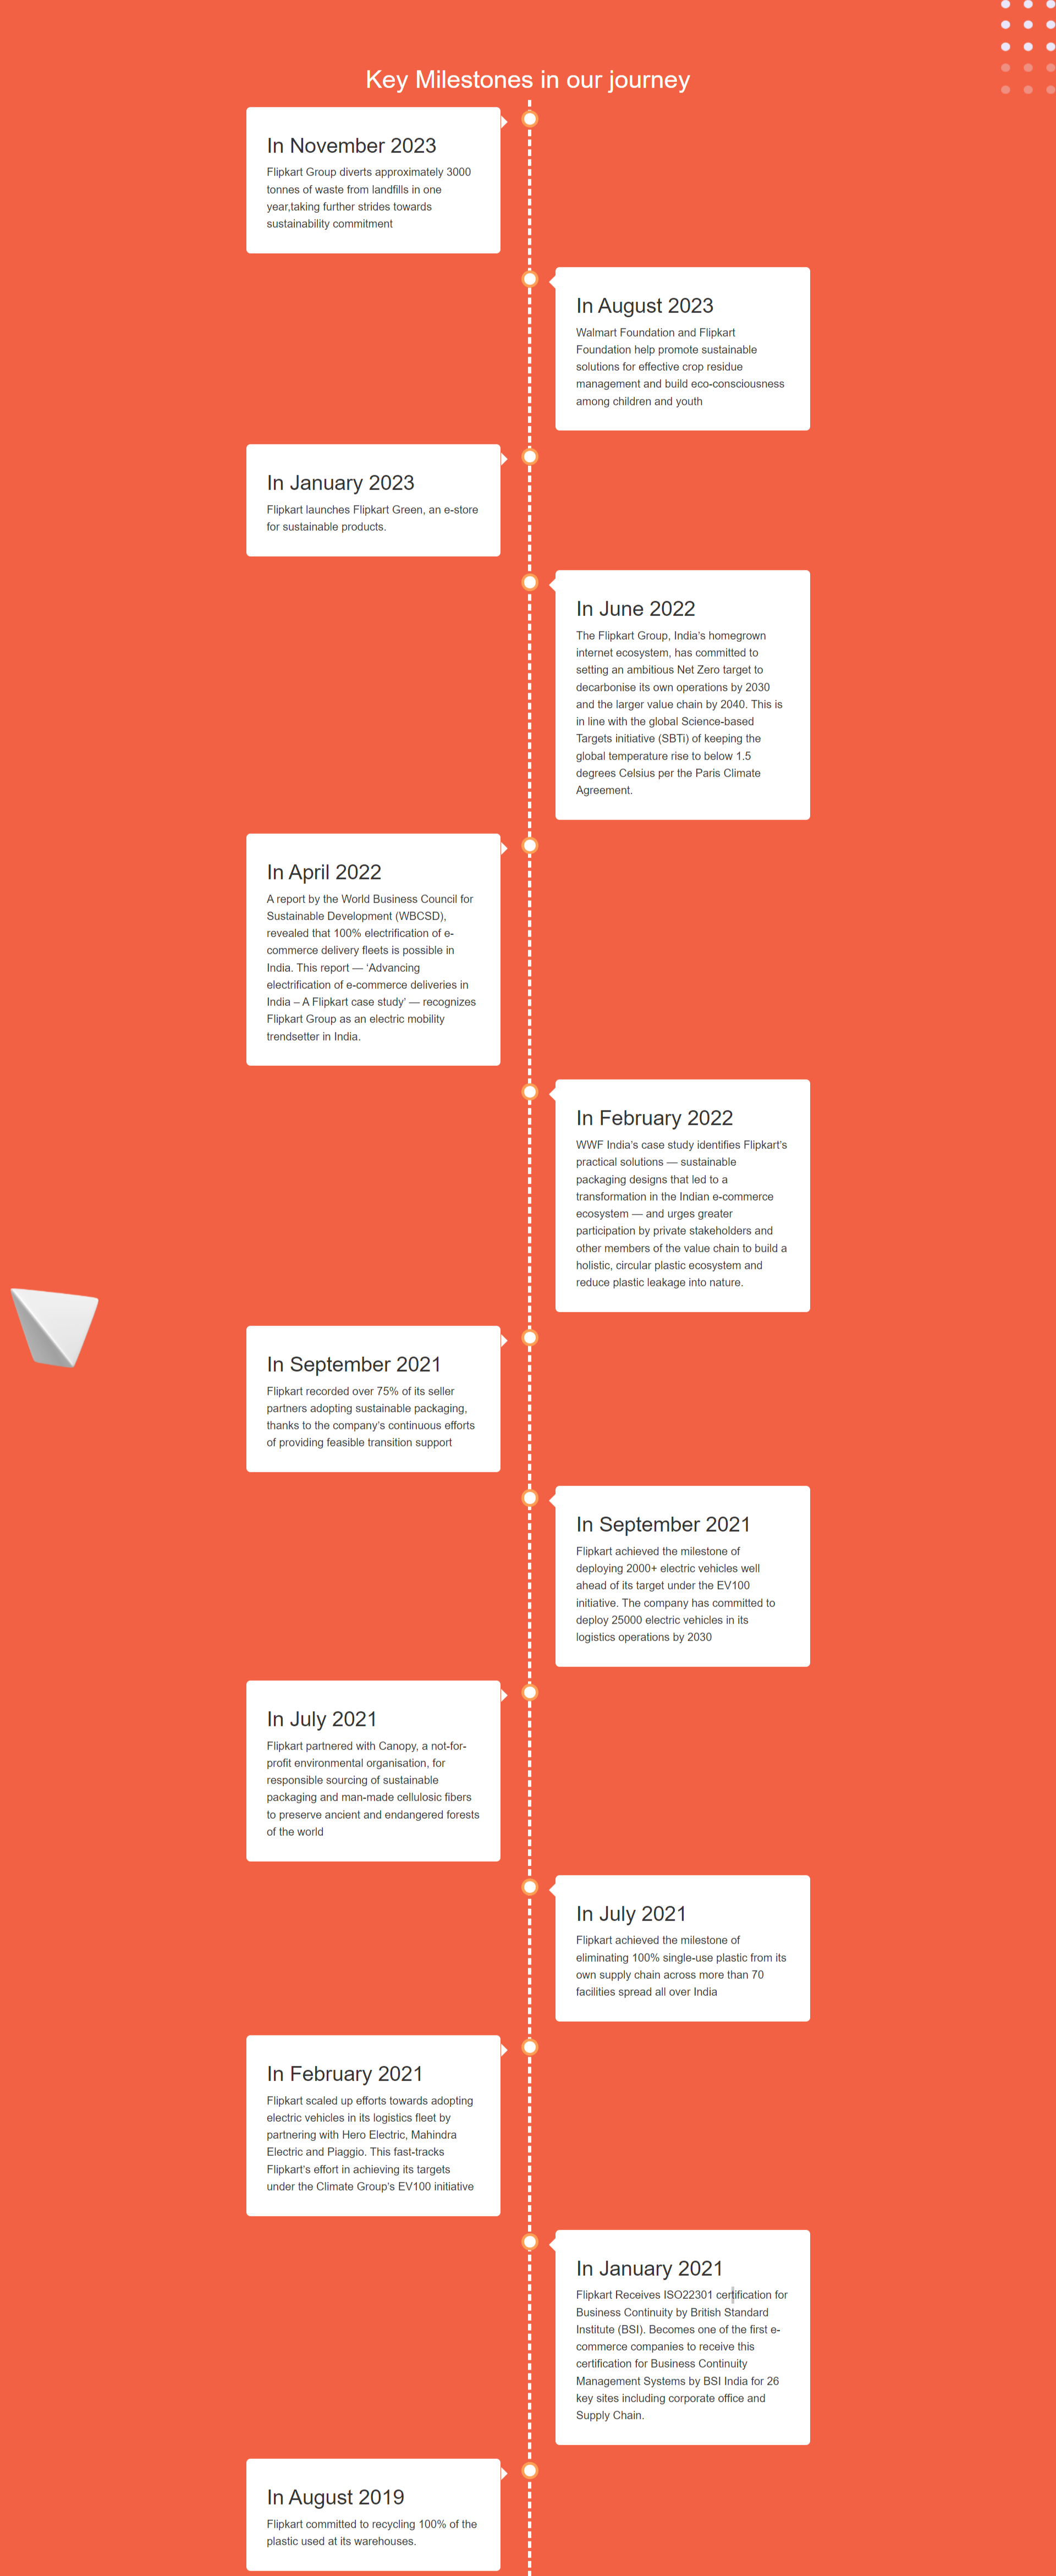 Key Milestones in our journey
In November 2023
Flipkart Group diverts approximately 3000
tonnes of waste from landfills in one
year,taking further strides towards
sustainability commitment
In August 2023
Walmart Foundation and Flipkart
Foundation help promote sustainable
solutions for effective crop residue
management and build eco-consciousness
among children and youth
In January 2023
Flipkart launches Flipkart Green, an e-store
for sustainable products.
In June 2022
The Flipkart Group, India's homegrown
internet ecosystem, has committed to
setting an ambitious Net Zero target to
decarbonise its own operations by 2030
and the larger value chain by 2040. This is
in line with the global Science-based
Targets initiative (SBTi) of keeping the
global temperature rise to below 1.5
degrees Celsius per the Paris Climate
Agreement.
In April 2022
A report by the World Business Council for
Sustainable Development (WBCSD),
revealed that 100% electrification of e-
commerce delivery fleets is possible in
India. This report — ‘Advancing
electrification of e-commerce deliveries in
India – A Flipkart case study’ — recognizes
Flipkart Group as an electric mobility
trendsetter in India.
In February 2022
WWF India's case study identifies Flipkart's
practical solutions — sustainable
packaging designs that led to a
transformation in the Indian e-commerce
ecosystem — and urges greater
participation by private stakeholders and
other members of the value chain to build a
holistic, circular plastic ecosystem and
reduce plastic leakage into nature.
In September 2021
Flipkart recorded over 75% of its seller
partners adopting sustainable packaging,
thanks to the company's continuous efforts
of providing feasible transition support
In September 2021
Flipkart achieved the milestone of
deploying 2000+ electric vehicles well
ahead of its target under the EV100
initiative. The company has committed to
deploy 25000 electric vehicles in its
logistics operations by 2030
In July 2021
Flipkart partnered with Canopy, a not-for-
profit environmental organisation, for
responsible sourcing of sustainable
packaging and man-made cellulosic fibers
to preserve ancient and endangered forests
of the world
In July 2021
Flipkart achieved the milestone of
eliminating 100% single-use plastic from its
own supply chain across more than 70
facilities spread all over India
In February 2021
Flipkart scaled up efforts towards adopting
electric vehicles in its logistics fleet by
partnering with Hero Electric, Mahindra
Electric and Piaggio. This fast-tracks
Flipkart's effort in achieving its targets
under the Climate Group's EV100 initiative
In January 2021
Flipkart Receives ISO22301 certification for
Business Continuity by British Standard
Institute (BSI). Becomes one of the first e-
commerce companies to receive this
certification for Business Continuity
Management Systems by BSI India for 26
key sites including corporate office and
Supply Chain.
In August 2019
Flipkart committed to recycling 100% of the
plastic used at its warehouses.